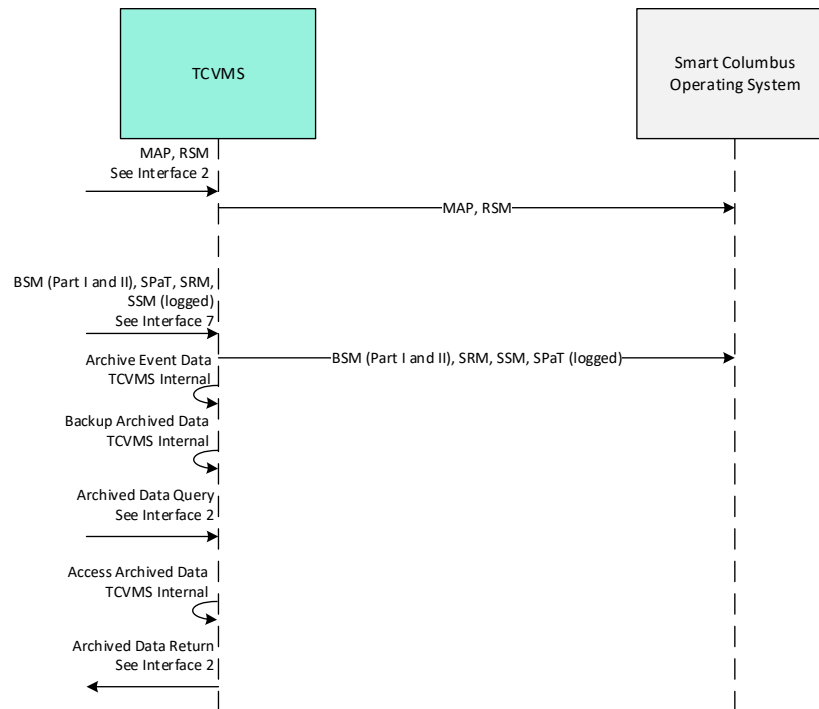 TCVMS
Smart Columbus
Operating System
MAP, RSM
See Interface 2
MAP, RSM
BSM (Part I and II), SPaT, SRM,
SSM (logged)
See Interface 7
BSM (Part I and II), SRM, SSM, SPaT (logged)
Archive Event Data
TCVMS Internal
Backup Archived Data
TCVMS Internal
Archived Data Query
See Interface 2
Access Archived Data
TCVMS Internal
Archived Data Return
See Interface 2